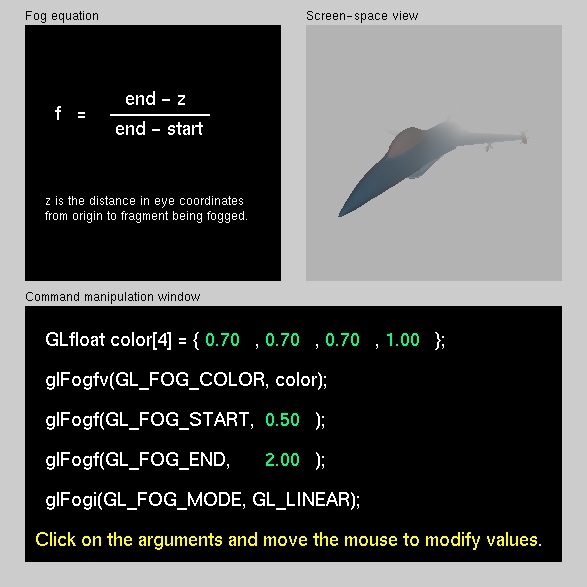 Fog equation
Screen-space view
f = end - z
end - start
z is the distance in eye coordinates
from origin to fragment being fogged.
Command manipulation window
GLfloat color[4] = { 0.70 , 0.70 , 0.70 , 1.00 };
glFogfv(GL_FOG_COLOR, color);
glFogf(GL_FOG_START, 0.50 );
glFogf(GL_FOG_END, 2.00 );
glFogi(GL_FOG_MODE, GL_LINEAR);
Click on the arguments and move the mouse to modify values.